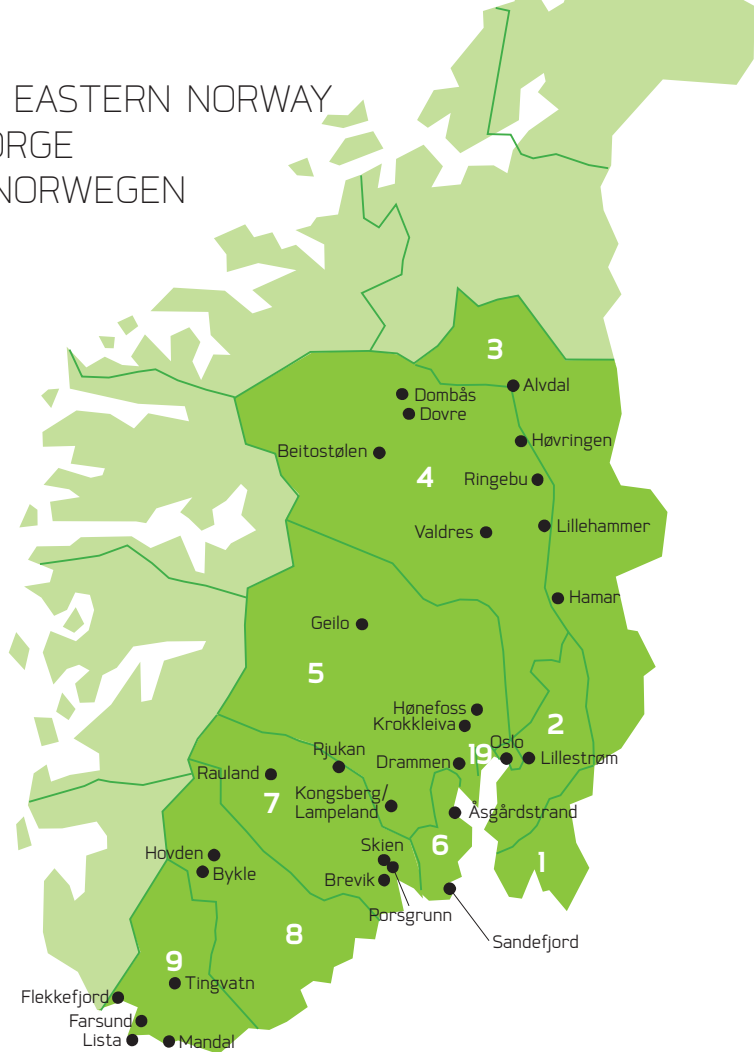 EASTERN NORWAY
ORGE
NORWEGEN
3
Alvdal
Dombås
Dovre
Høvringen
Beitostølen
4
Ringebu
Lillehammer
Valdres
Hamar
Geilo
5
Hønefoss
2
Krokkleiva
Oslo
Rjukan
Drammen
19
Lillestrøm
Rauland
7
Kongsberg/
Lampeland
Åsgårdstrand
6
Skien
Hovden
1
Bykle
Brevik
Porsgrunn
8
Sandefjord
9
Tingvatn
Flekkefjord
Farsund
Lista
Mandal